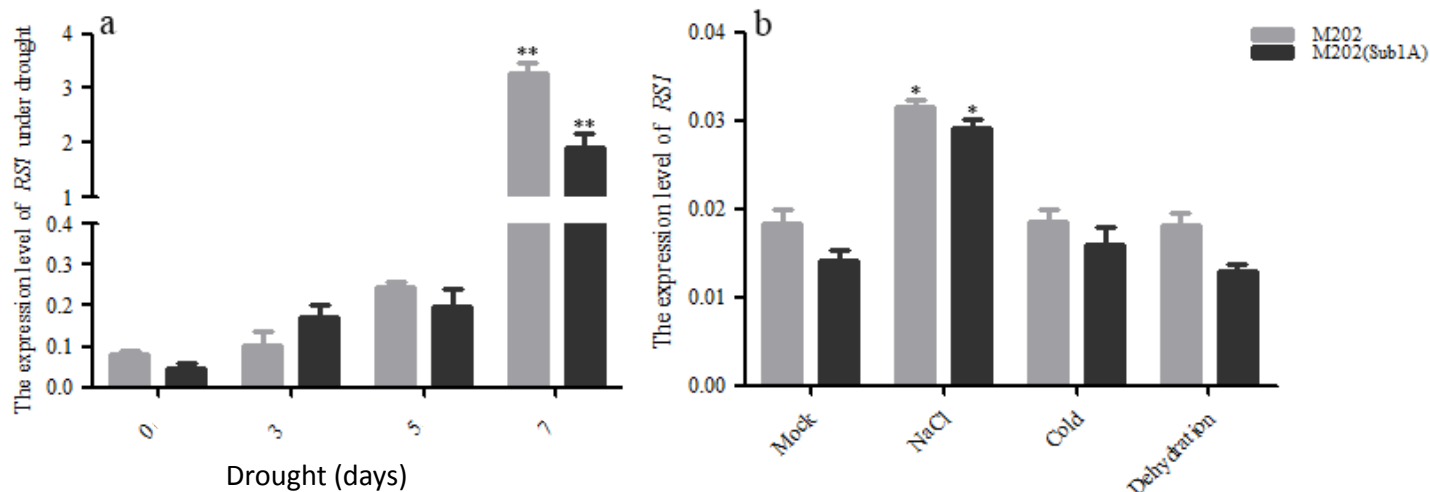 a
The expression level of RS1 under drought
4
**
3
**
2
1
0.4
0.3
0.2
0.1
0.0
0
3
5
7
Drought (days)
b
The expression level of RS1
0.04
*
*
0.03
0.02
0.01
0.00
Mock
NaCl
Cold
Dehydration
M202
M202(Sub1A)